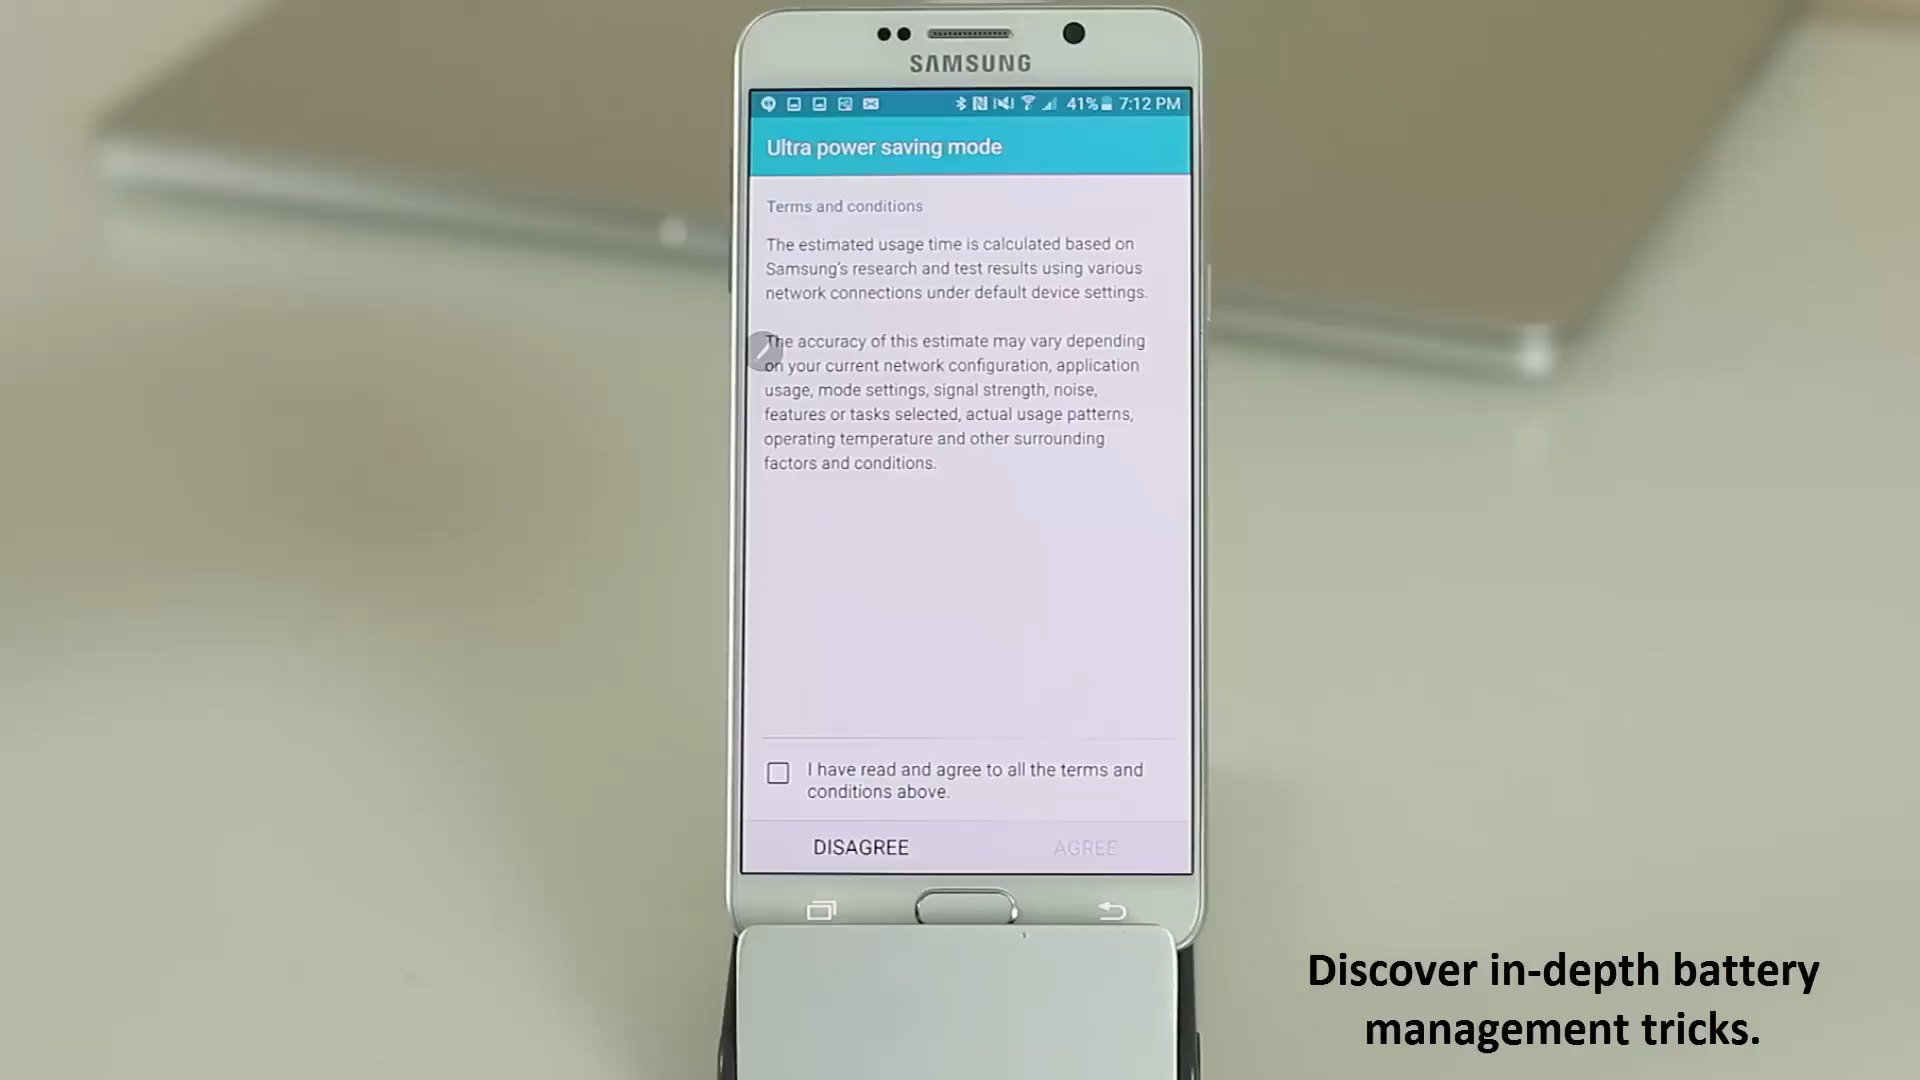 SAMSUNG
41% 7:12 PM
Ultra power saving mode
Terms and conditions
The estimated usage time is calculated based on
Samsung's research and test results using various
network connections under default device settings.
The accuracy of this estimate may vary depending
on your current network configuration, application
usage, mode settings, signal strength, noise,
features or tasks selected, actual usage patterns,
operating temperature and other surrounding
factors and conditions.
I have read and agree to all the terms and
conditions above.
DISAGREE
AGREE
Discover in-depth battery
management tricks.